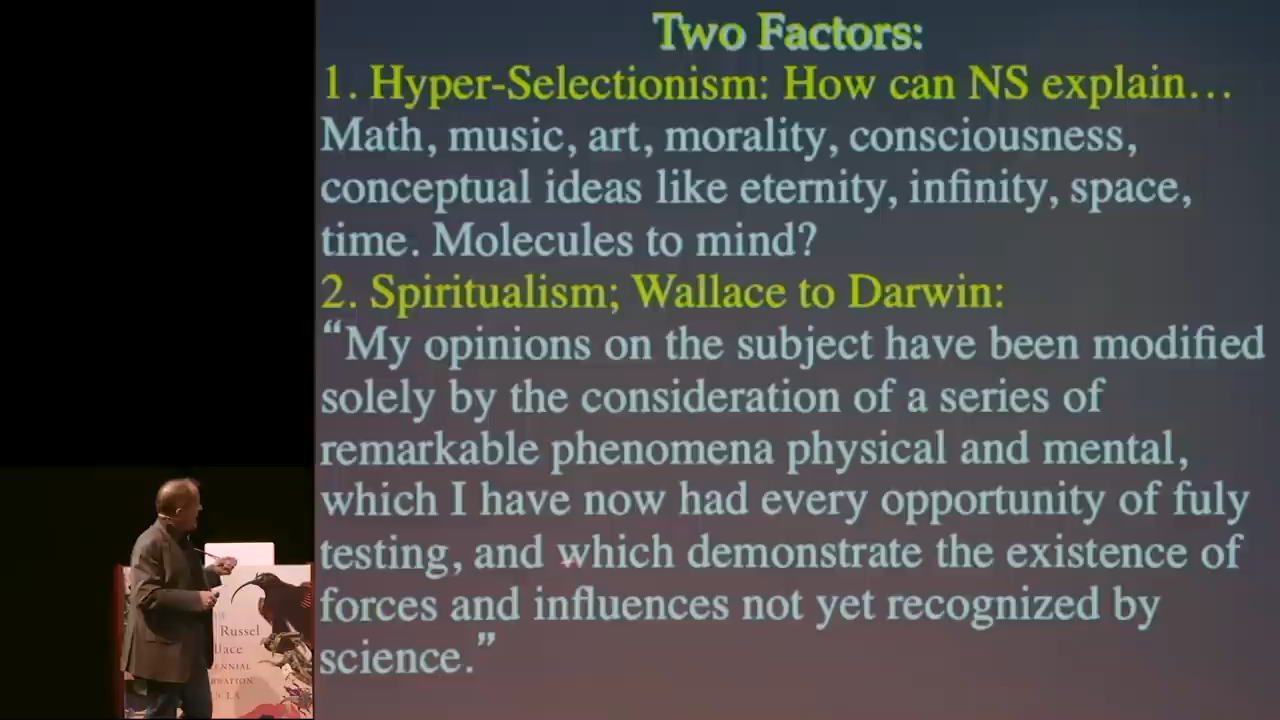 Two Factors:
1. Hyper-Selectionism: How can NS explain…
Math, music, art, morality, consciousness,
conceptual ideas like eternity, infinity, space,
time. Molecules to mind?
2. Spiritualism; Wallace to Darwin:
“My opinions on the subject have been modified
solely by the consideration of a series of
remarkable phenomena physical and mental,
which I have now had every opportunity of fuly
testing, and which demonstrate the existence of
forces and influences not yet recognized by
science.”
Russel